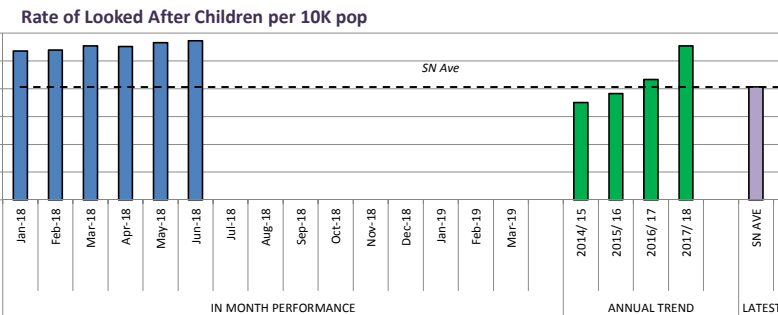 Rate of Looked After Children per 10K pop
SN Ave
Jan-18
Feb-18
Mar-18
Apr-18
May-18
Jun-18
Jul-18
Aug-18
Sep-18
Oct-18
Nov-18
Dec-18
Jan-19
Feb-19
Mar-19
2014/ 15
2015/ 16
2016/ 17
2017/ 18
SN AVE
IN MONTH PERFORMANCE
ANNUAL TREND
LATEST